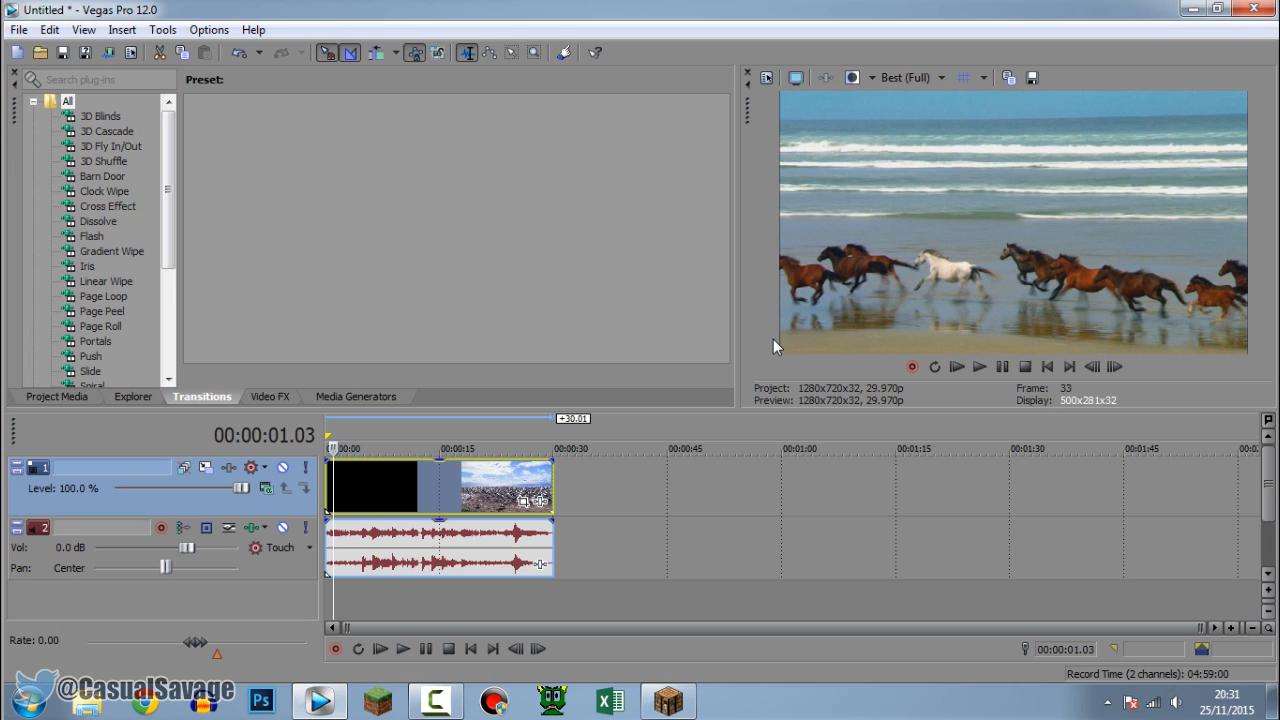 Untitled * - Vegas Pro 12.0
File Edit View Insert Tools Options Help
Search plug-ins
Preset:
Best (Full)
All
3D Blinds
3D Cascade
3D Fly In/Out
3D Shuffle
Barn Door
Clock Wipe
Cross Effect
Dissolve
Flash
Gradient Wipe
Iris
Linear Wipe
Page Loop
Page Peel
Page Roll
Portals
Push
Slide
Spiral
Project: 1280x720x32, 29.970p Frame: 33
Preview: 1280x720x32, 29.970p Display: 500x281x32
Project Media Explorer Transitions Video FX Media Generators
+30.01
00:00:01.03
00:00 00:00:15 00:00:30 00:00:45 00:01:00 00:01:15 00:01:30 00:01:45 00:02
1
Level: 100.0 %
2
Vol: 0.0 dB Touch
Pan: Center
Rate: 0.00
00:00:01.03
Record Time (2 channels): 04:59:00
@CasualSavage
Ps
20:31
25/11/2015